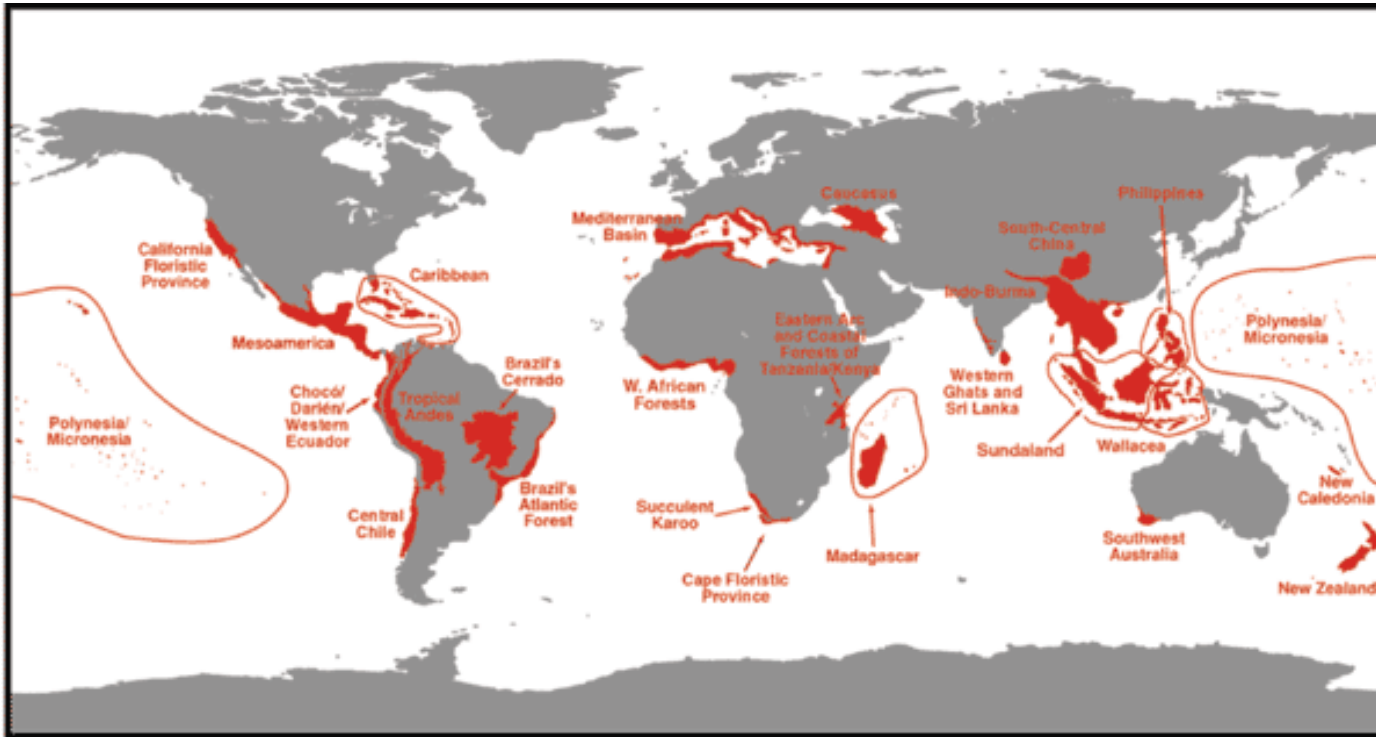 Caucasus
Philippines
Mediterranean
Basin
South-Central
China
California
Floristic
Province
Caribbean
Indo-Burma
Mesoamerica
Eastern Arc
and Coastal
Forests of
Tanzania/Kenya
Polynesia/
Micronesia
Brazil's
Cerrado
W. African
Forests
Western
Ghats and
Sri Lanka
Chocó/
Darién/
Western
Ecuador
Tropical
Andes
Polynesia/
Micronesia
Sundaland
Wallacea
Brazil's
Atlantic
Forest
Central
Chile
Succulent
Karoo
New
Caledonia
Madagascar
Southwest
Australia
Cape Floristic
Province
New Zealand